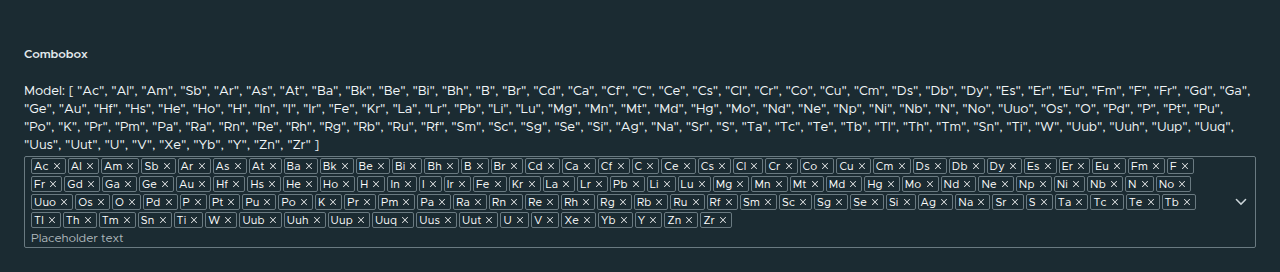 Combobox
Model: [ "Ac", "Al", "Am", "Sb", "Ar", "As", "At", "Ba", "Bk", "Be", "Bi", "Bh", "B", "Br", "Cd", "Ca", "Cf", "C", "Ce", "Cs", "Cl", "Cr", "Co", "Cu", "Cm", "Ds", "Db", "Dy", "Es", "Er", "Eu", "Fm", "F", "Fr", "Gd", "Ga",
"Ge", "Au", "Hf", "Hs", "He", "Ho", "H", "In", "I", "Ir", "Fe", "Kr", "La", "Lr", "Pb", "Li", "Lu", "Mg", "Mn", "Mt", "Md", "Hg", "Mo", "Nd", "Ne", "Np", "Ni", "Nb", "N", "No", "Uuo", "Os", "O", "Pd", "P", "Pt", "Pu",
"Po", "K", "Pr", "Pm", "Pa", "Ra", "Rn", "Re", "Rh", "Rg", "Rb", "Ru", "Rf", "Sm", "Sc", "Sg", "Se", "Si", "Ag", "Na", "Sr", "S", "Ta", "Tc", "Te", "Tb", "Tl", "Th", "Tm", "Sn", "Ti", "W", "Uub", "Uuh", "Uup", "Uuq",
"Uus", "Uut", "U", "V", "Xe", "Yb", "Y", "Zn", "Zr" ]
Ac × Al × Am × Sb × Ar × As × At × Ba × Bk × Be × Bi × Bh × B × Br × Cd × Ca × Cf × C × Ce × Cs × Cl × Cr × Co × Cu × Cm × Ds × Db × Dy × Es × Er × Eu × Fm × F ×
Fr × Gd × Ga × Ge × Au × Hf × Hs × He × Ho × H × In × I × Ir × Fe × Kr × La × Lr × Pb × Li × Lu × Mg × Mn × Mt × Md × Hg × Mo × Nd × Ne × Np × Ni × Nb × N × No ×
Uuo × Os × O × Pd × P × Pt × Pu × Po × K × Pr × Pm × Pa × Ra × Rn × Re × Rh × Rg × Rb × Ru × Rf × Sm × Sc × Sg × Se × Si × Ag × Na × Sr × S × Ta × Tc × Te × Tb ×
Tl × Th × Tm × Sn × Ti × W × Uub × Uuh × Uup × Uuq × Uus × Uut × U × V × Xe × Yb × Y × Zn × Zr ×
Placeholder text